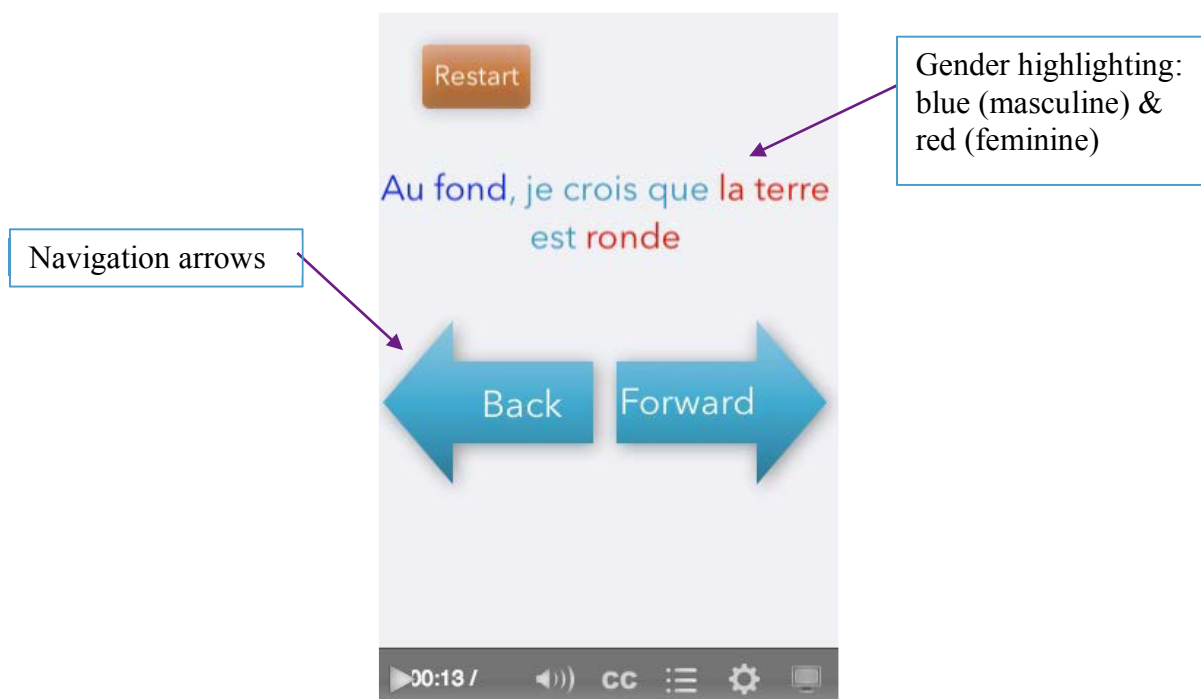 Restart
Gender highlighting:
blue (masculine) &
red (feminine)
Au fond, je crois que la terre
est ronde
Navigation arrows
Back
Forward
00:13 /
CC